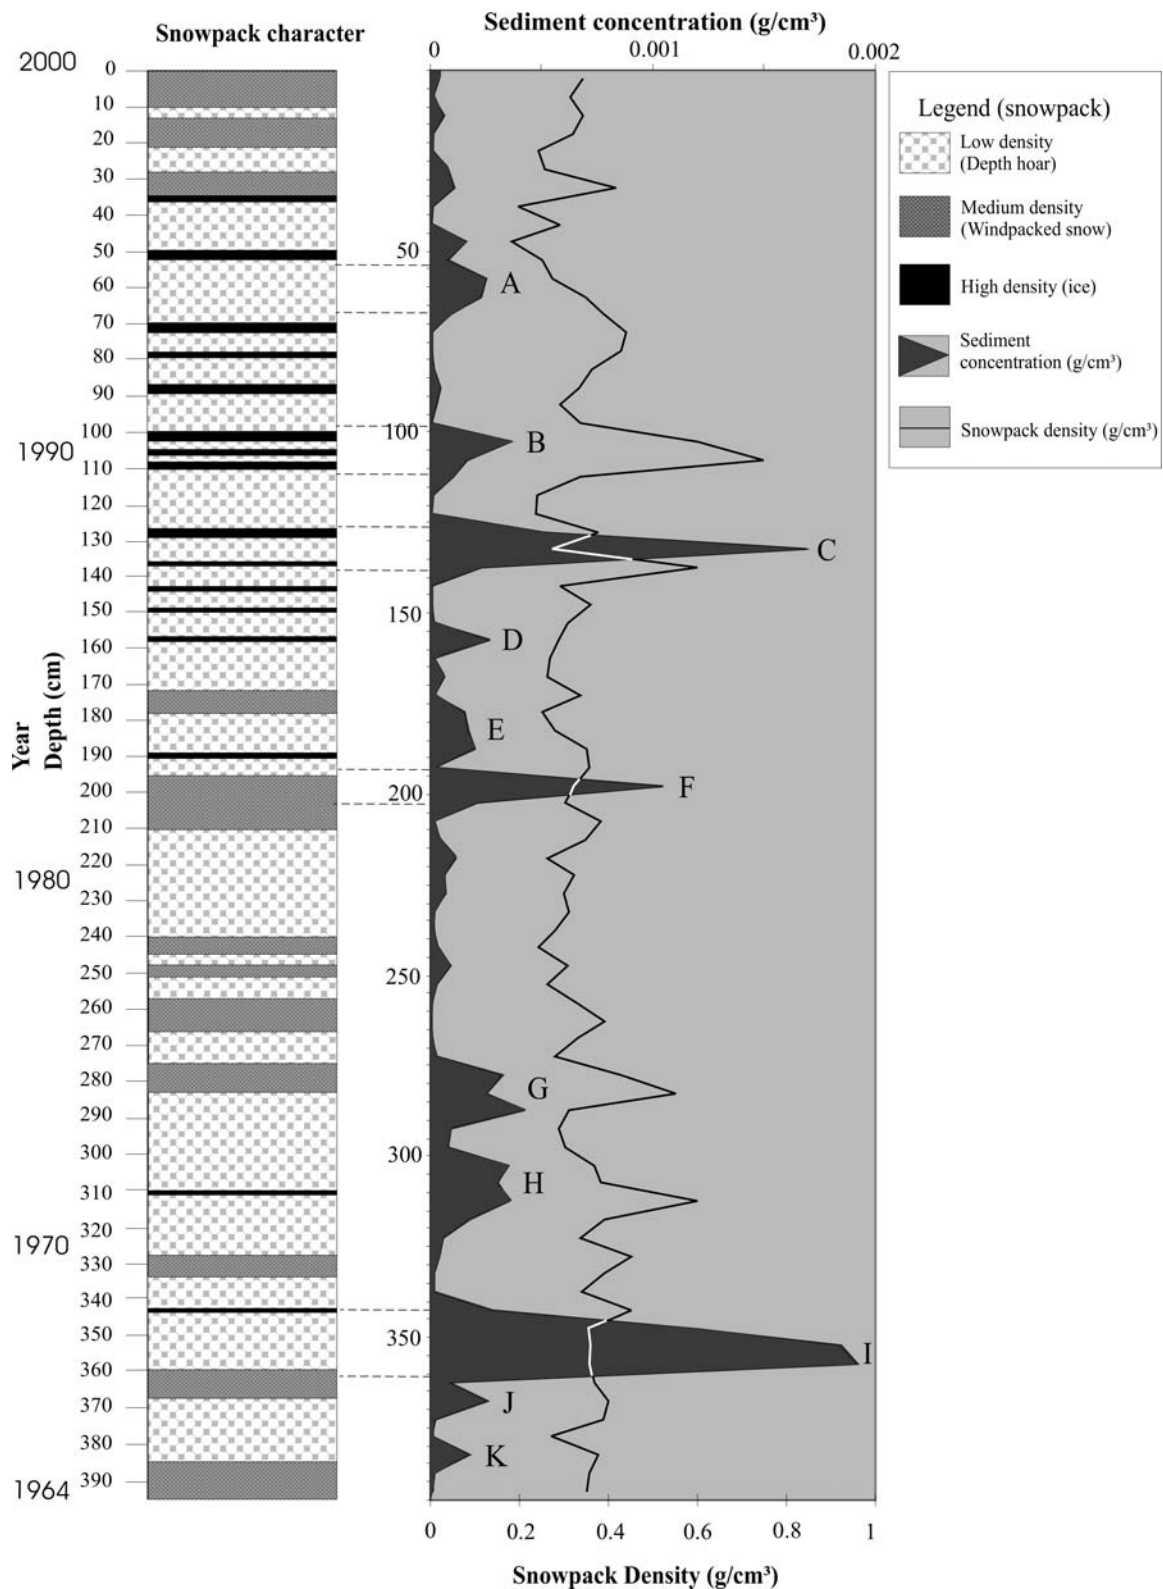 Snowpack character
Sediment concentration (g/cm³)
0 0.001 0.002
2000
1990
1980
1970
1964
Year
Depth (cm)
0
10
20
30
40
50
60
70
80
90
100
110
120
130
140
150
160
170
180
190
200
210
220
230
240
250
260
270
280
290
300
310
320
330
340
350
360
370
380
390
50
100
150
200
250
300
350
A
B
C
D
E
F
G
H
I
J
K
0 0.2 0.4 0.6 0.8 1
Snowpack Density (g/cm³)
Legend (snowpack)
Low density
(Depth hoar)
Medium density
(Windpacked snow)
High density (ice)
Sediment
concentration (g/cm³)
Snowpack density (g/cm³)